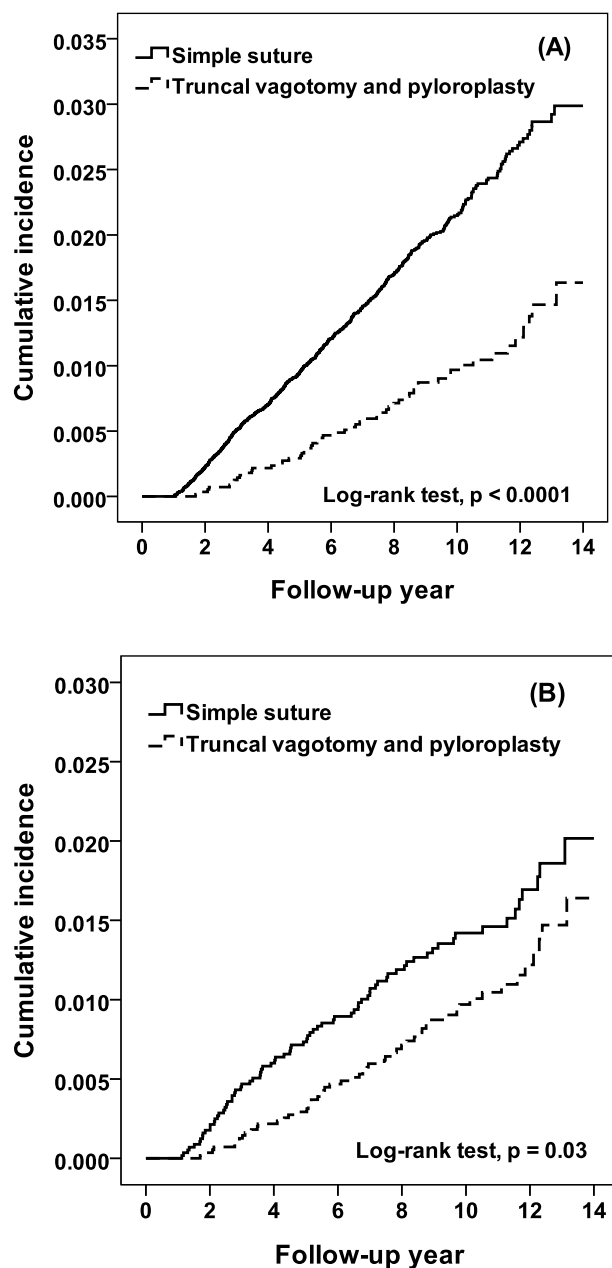 (A)
Simple suture
Truncal vagotomy and pyloroplasty
0.035
0.030
0.025
0.020
0.015
0.010
0.005
0.000
Cumulative incidence
Log-rank test, p < 0.0001
0 2 4 6 8 10 12 14
Follow-up year
(B)
Simple suture
Truncal vagotomy and pyloroplasty
0.030
0.025
0.020
0.015
0.010
0.005
0.000
Cumulative incidence
Log-rank test, p = 0.03
0 2 4 6 8 10 12 14
Follow-up year